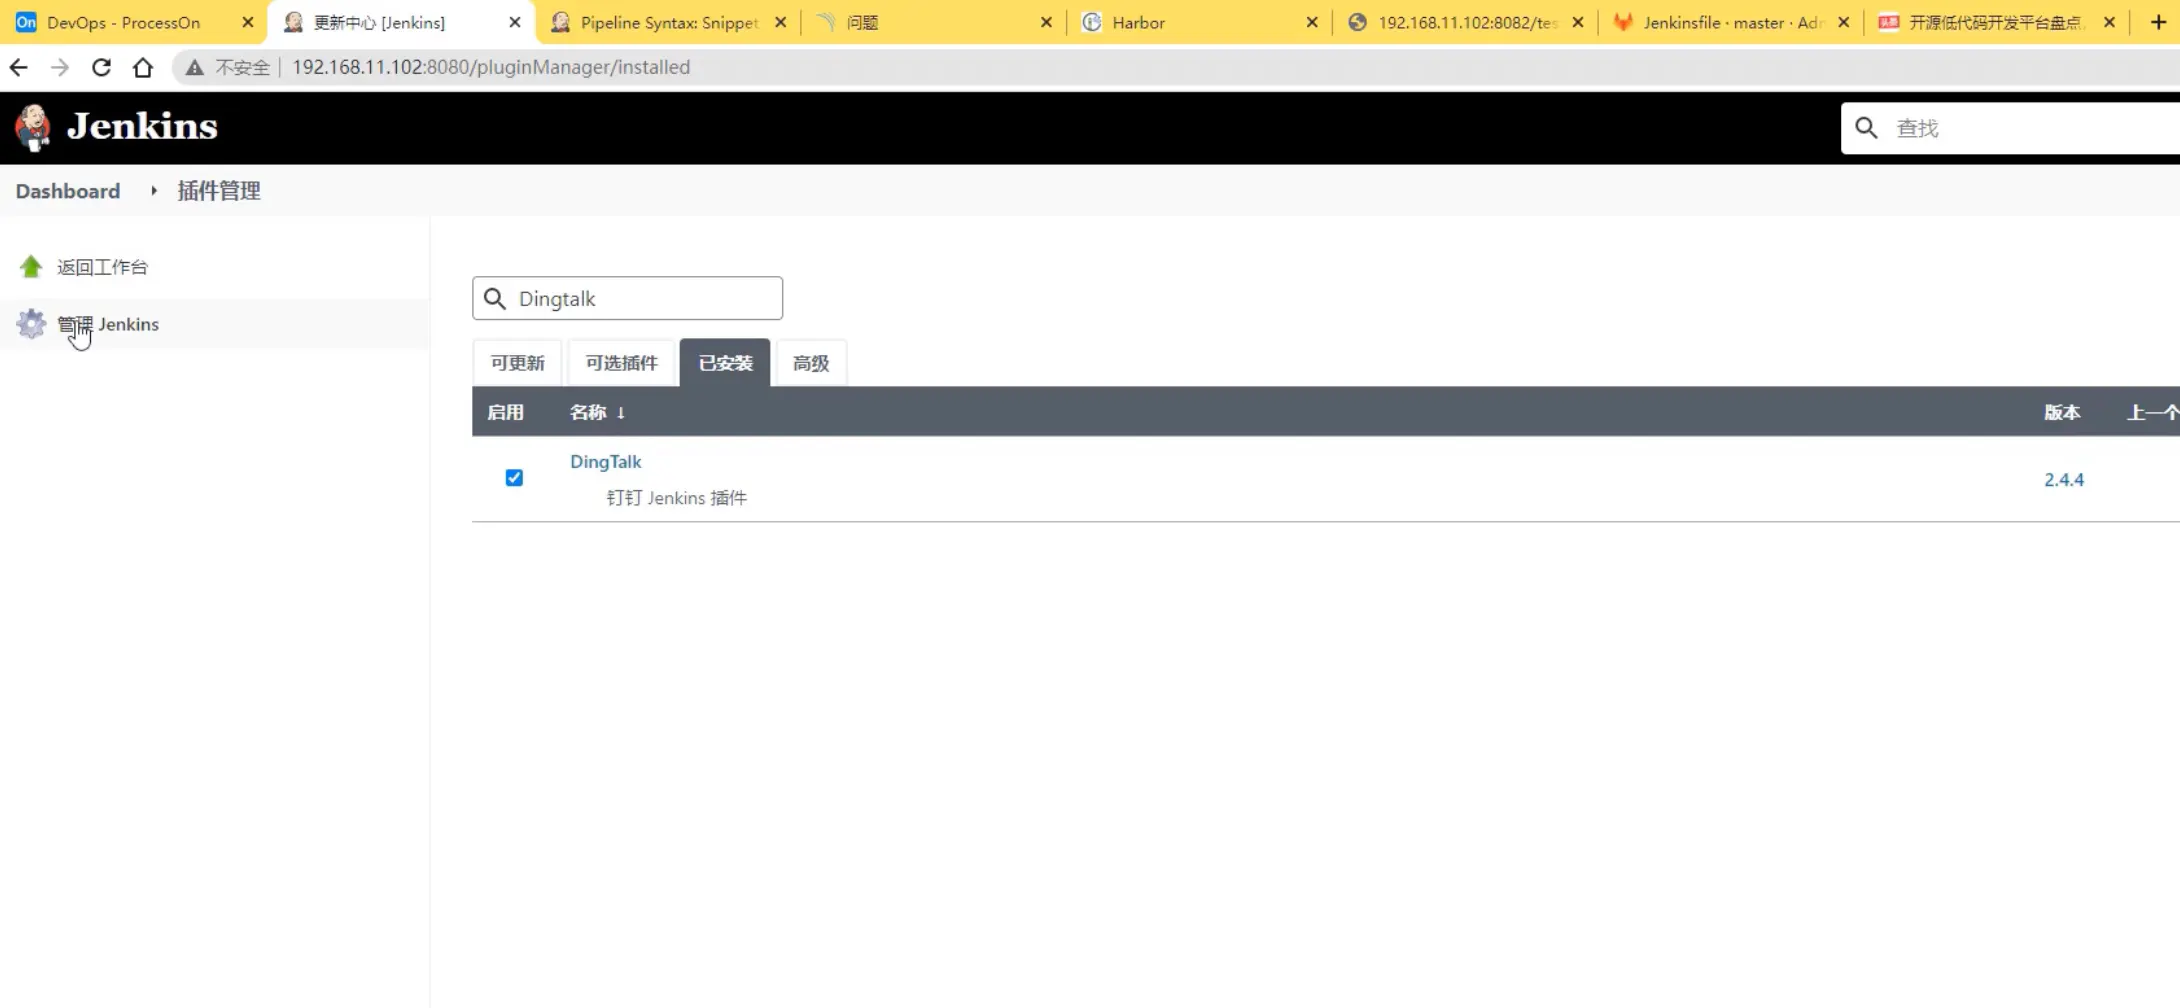 On DevOps - ProcessOn
更新中心 [Jenkins]
Pipeline Syntax: Snippet
问题
Harbor
192.168.11.102:8082/tes
Jenkinsfile · master · Adm
开源低代码开发平台盘点
不安全
192.168.11.102:8080/pluginManager/installed
Jenkins
查找
Dashboard
插件管理
返回工作台
管理 Jenkins
Dingtalk
可更新
可选插件
已安装
高级
启用
名称 ↓
版本
上一个
DingTalk
钉钉 Jenkins 插件
2.4.4